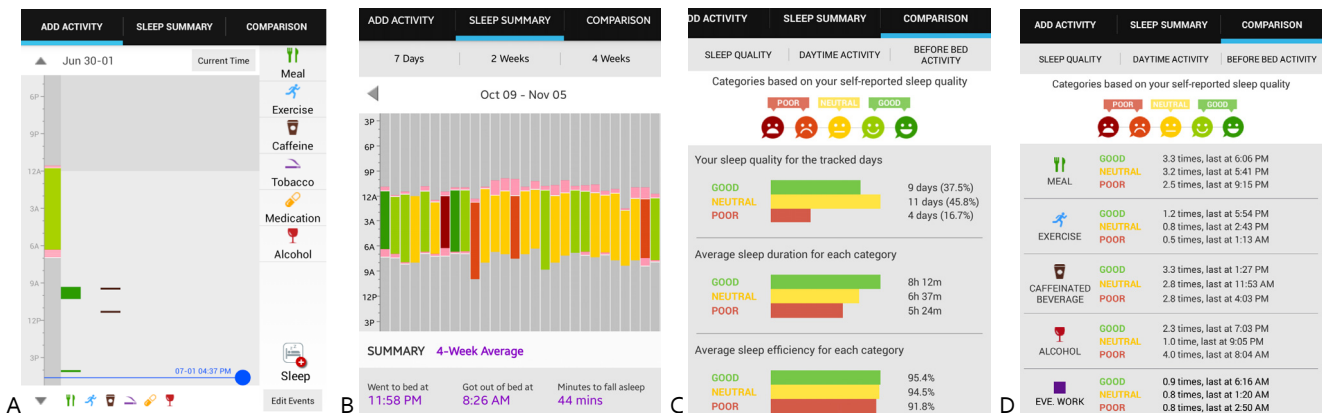 ADD ACTIVITY SLEEP SUMMARY COMPARISON
Jun 30-01 Current Time
6P
9P
12A
3A
6A
9A
12P
3P
Meal
Exercise
Caffeine
Tobacco
Medication
Alcohol
Sleep
07-01 04:37 PM
Edit Events
A
ADD ACTIVITY SLEEP SUMMARY COMPARISON
7 Days 2 Weeks 4 Weeks
Oct 09 - Nov 05
3P
6P
9P
12A
3A
6A
9A
12P
3P
SUMMARY 4-Week Average
Went to bed at Got out of bed at Minutes to fall asleep
11:58 PM 8:26 AM 44 mins
B
DD ACTIVITY SLEEP SUMMARY COMPARISON
SLEEP QUALITY DAYTIME ACTIVITY BEFORE BED
ACTIVITY
Categories based on your self-reported sleep quality
POOR NEUTRAL GOOD
Your sleep quality for the tracked days
GOOD 9 days (37.5%)
NEUTRAL 11 days (45.8%)
POOR 4 days (16.7%)
Average sleep duration for each category
GOOD 8h 12m
NEUTRAL 6h 37m
POOR 5h 24m
Average sleep efficiency for each category
GOOD 95.4%
NEUTRAL 94.5%
POOR 91.8%
C
ADD ACTIVITY SLEEP SUMMARY COMPARISON
SLEEP QUALITY DAYTIME ACTIVITY BEFORE BED ACTIVITY
Categories based on your self-reported sleep quality
POOR NEUTRAL GOOD
MEAL
GOOD 3.3 times, last at 6:06 PM
NEUTRAL 3.2 times, last at 5:41 PM
POOR 2.5 times, last at 9:15 PM
EXERCISE
GOOD 1.2 times, last at 5:54 PM
NEUTRAL 0.8 times, last at 2:43 PM
POOR 0.5 times, last at 1:13 AM
CAFFEINATED
BEVERAGE
GOOD 3.3 times, last at 1:27 PM
NEUTRAL 2.8 times, last at 11:53 AM
POOR 2.8 times, last at 4:03 PM
ALCOHOL
GOOD 2.3 times, last at 7:03 PM
NEUTRAL 1.0 time, last at 9:05 PM
POOR 4.0 times, last at 8:04 AM
EVE. WORK
GOOD 0.9 times, last at 6:16 AM
NEUTRAL 0.8 times, last at 1:20 AM
POOR 0.8 times, last at 2:50 AM
D